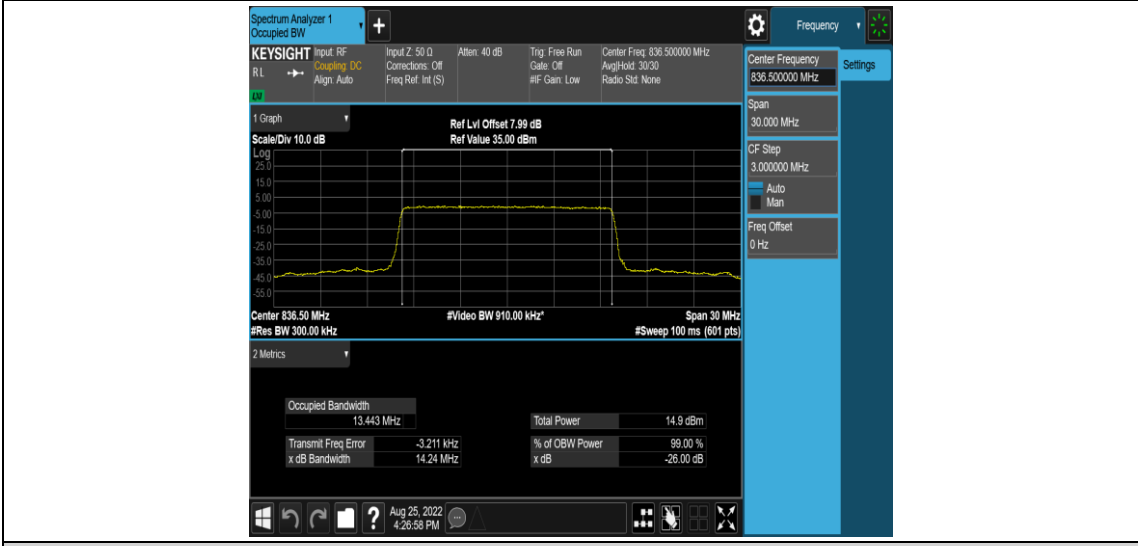 Spectrum Analyzer 1
Occupied BW
+
Frequency
KEYSIGHT
RL
Input: RF
Coupling: DC
Align: Auto
Input Z: 50 Ω
Corrections: Off
Freq Ref: Int (S)
Atten: 40 dB
Trig: Free Run
Gate: Off
#IF Gain: Low
Center Freq: 836.500000 MHz
Avg|Hold: 30/30
Radio Std: None
Center Frequency
836.500000 MHz
Settings
Span
30.000 MHz
CF Step
3.000000 MHz
Auto
Man
Freq Offset
0 Hz
1 Graph
Scale/Div 10.0 dB
Ref Lvl Offset 7.99 dB
Ref Value 35.00 dBm
Log
25.0
15.0
5.00
-5.00
-15.0
-25.0
-35.0
-45.0
-55.0
Center 836.50 MHz
#Video BW 910.00 kHz*
Span 30 MHz
#Res BW 300.00 kHz
#Sweep 100 ms (601 pts)
2 Metrics
Occupied Bandwidth
13.443 MHz
Total Power 14.9 dBm
Transmit Freq Error -3.211 kHz
% of OBW Power 99.00 %
x dB Bandwidth 14.24 MHz
x dB -26.00 dB
?
Aug 25, 2022
4:26:58 PM